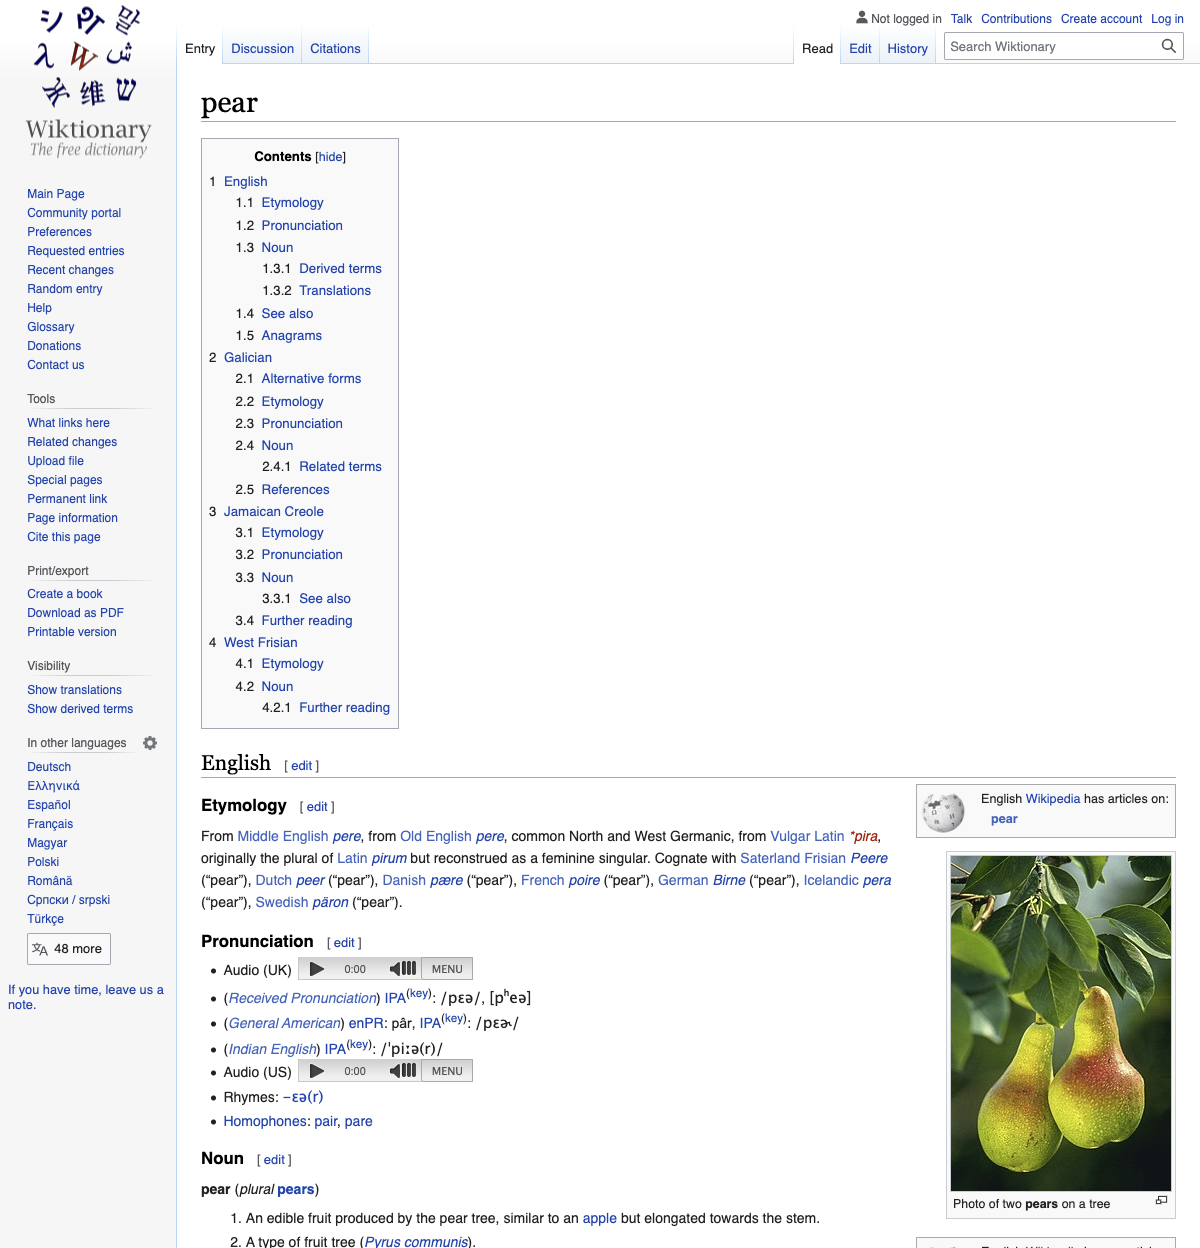 Not logged in Talk Contributions Create account Log in
Entry Discussion Citations
Read Edit History
Search Wiktionary
Wiktionary
The free dictionary
Main Page
Community portal
Preferences
Requested entries
Recent changes
Random entry
Help
Glossary
Donations
Contact us
Tools
What links here
Related changes
Upload file
Special pages
Permanent link
Page information
Cite this page
Print/export
Create a book
Download as PDF
Printable version
Visibility
Show translations
Show derived terms
In other languages
Deutsch
Ελληνικά
Español
Français
Magyar
Polski
Română
Српски / srpski
Türkçe
48 more
If you have time, leave us a
note.
pear
Contents [hide]
1 English
1.1 Etymology
1.2 Pronunciation
1.3 Noun
1.3.1 Derived terms
1.3.2 Translations
1.4 See also
1.5 Anagrams
2 Galician
2.1 Alternative forms
2.2 Etymology
2.3 Pronunciation
2.4 Noun
2.4.1 Related terms
2.5 References
3 Jamaican Creole
3.1 Etymology
3.2 Pronunciation
3.3 Noun
3.3.1 See also
3.4 Further reading
4 West Frisian
4.1 Etymology
4.2 Noun
4.2.1 Further reading
English [ edit ]
English Wikipedia has articles on:
pear
Etymology [ edit ]
From Middle English pere, from Old English pere, common North and West Germanic, from Vulgar Latin *pira,
originally the plural of Latin pirum but reconstrued as a feminine singular. Cognate with Saterland Frisian Peere
(“pear”), Dutch peer (“pear”), Danish pære (“pear”), French poire (“pear”), German Birne (“pear”), Icelandic pera
(“pear”), Swedish päron (“pear”).
Photo of two pears on a tree
Pronunciation [ edit ]
Audio (UK) 0:00 MENU
(Received Pronunciation) IPA(key): /pɛə/, [pʰeə]
(General American) enPR: pâr, IPA(key): /pɛɚ/
(Indian English) IPA(key): /ˈpiːə(r)/
Audio (US) 0:00 MENU
Rhymes: -ɛə(r)
Homophones: pair, pare
Noun [ edit ]
pear (plural pears)
1. An edible fruit produced by the pear tree, similar to an apple but elongated towards the stem.
2. A type of fruit tree (Pyrus communis).